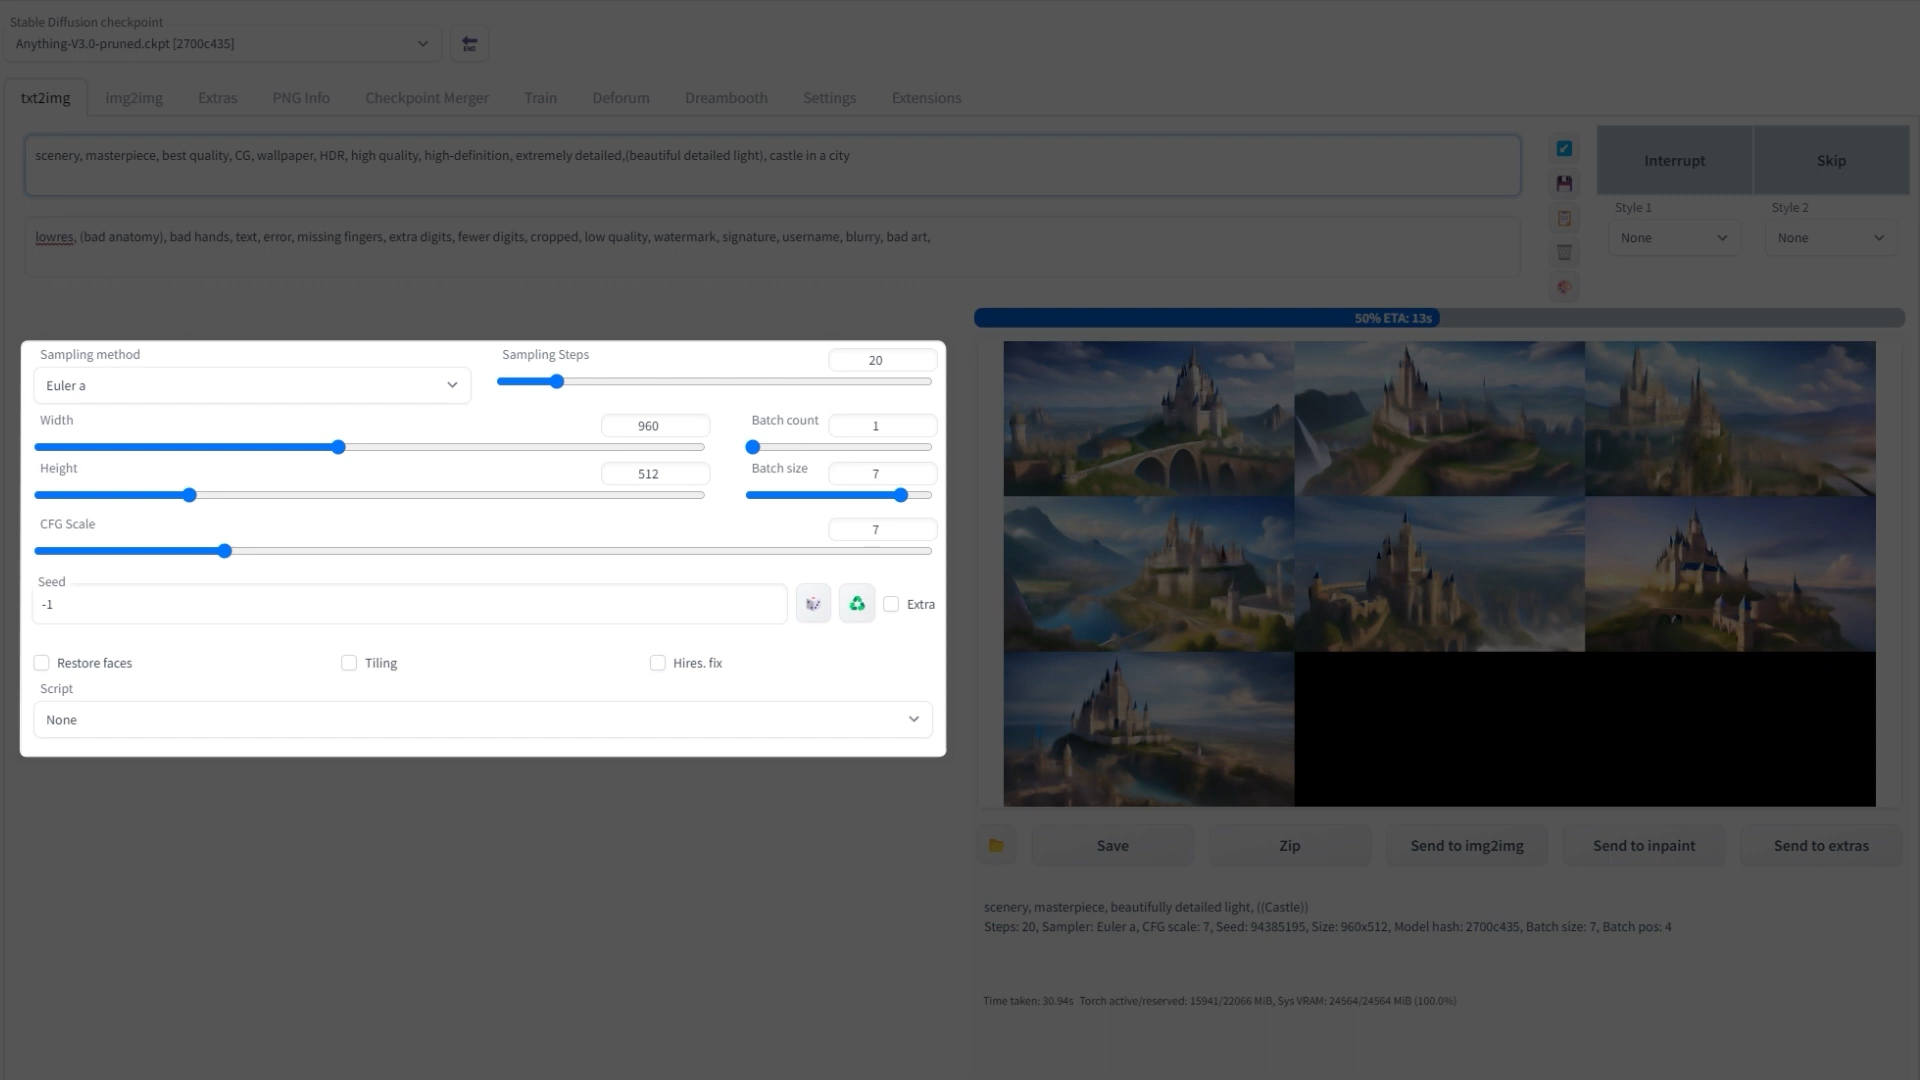 Stable Diffusion checkpoint
Anything-V3.0-pruned.ckpt [2700c435]
END
txt2img img2img Extras PNG Info Checkpoint Merger Train Deforum Dreambooth Settings Extensions
scenery, masterpiece, best quality, CG, wallpaper, HDR, high quality, high-definition, extremely detailed,(beautiful detailed light), castle in a city
Interrupt Skip
lowres, (bad anatomy), bad hands, text, error, missing fingers, extra digits, fewer digits, cropped, low quality, watermark, signature, username, blurry, bad art,
Style 1 Style 2
None None
50% ETA: 13s
Sampling method Sampling Steps 20
Euler a
Width 960 Batch count 1
Height 512 Batch size 7
CFG Scale 7
Seed
-1 Extra
Restore faces Tiling Hires. fix
Script
None
Save Zip Send to img2img Send to inpaint Send to extras
scenery, masterpiece, beautifully detailed light, ((Castle))
Steps: 20, Sampler: Euler a, CFG scale: 7, Seed: 94385195, Size: 960x512, Model hash: 2700c435, Batch size: 7, Batch pos: 4
Time taken: 30.94s Torch active/reserved: 15941/22066 MiB, Sys VRAM: 24564/24564 MiB (100.0%)